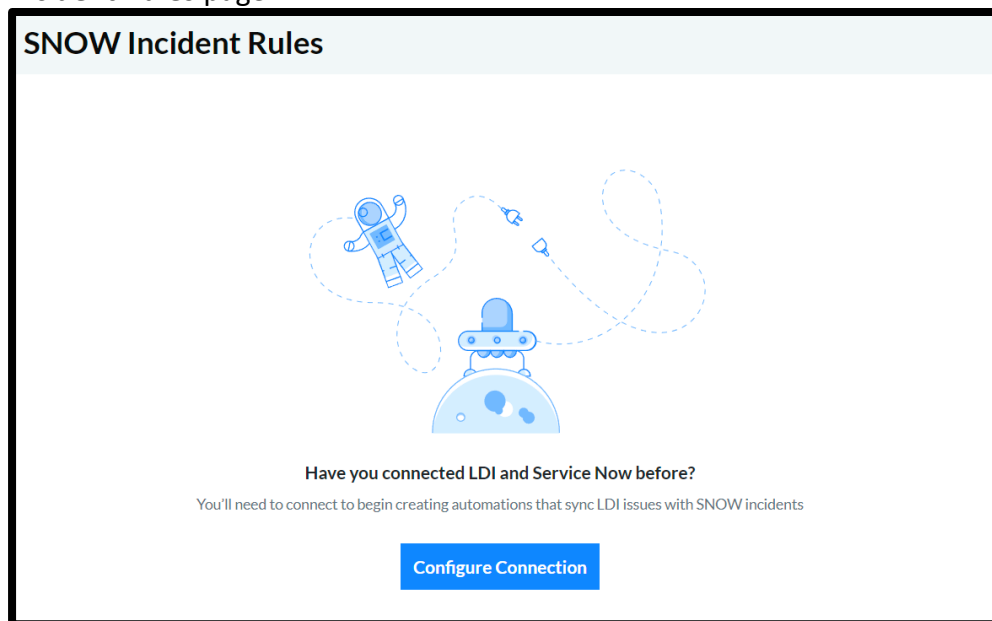 SNOW Incident Rules
Have you connected LDI and Service Now before?
You'll need to connect to begin creating automations that sync LDI issues with SNOW incidents
Configure Connection